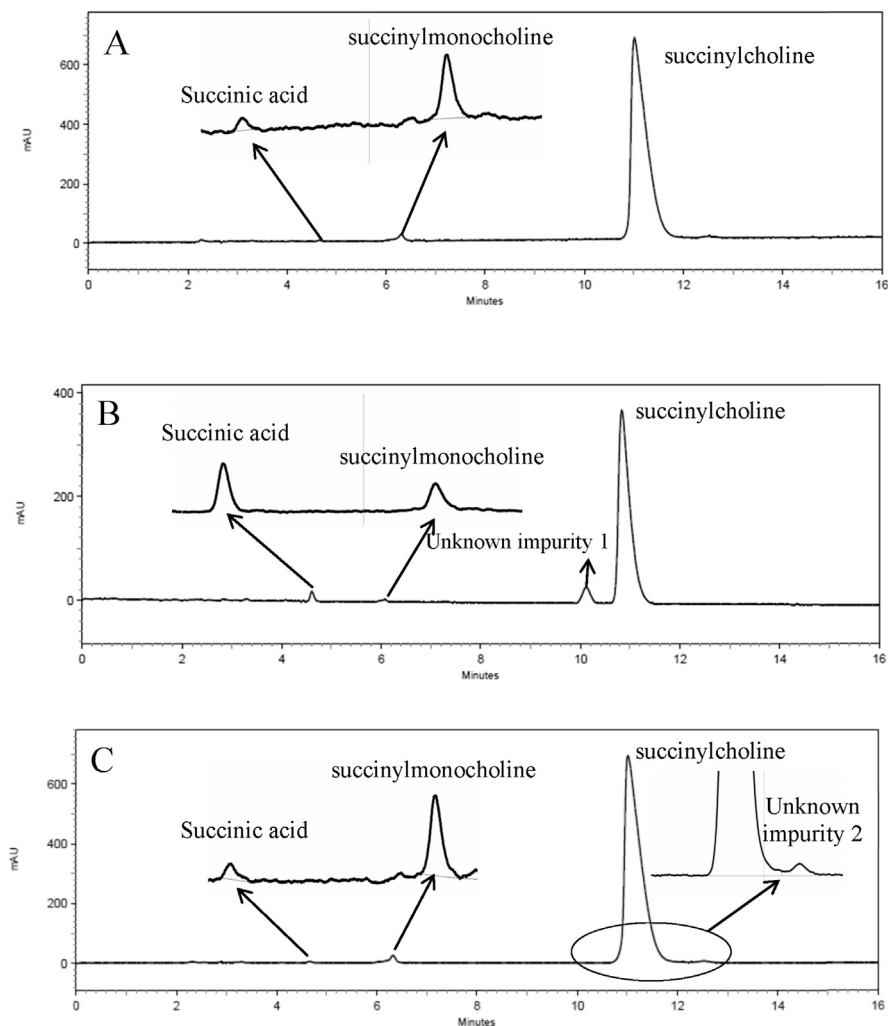 A
succinylmonocholine
succinylcholine
Succinic acid
600
400
200
0
mAU
0 2 4 6 8 10 12 14 16
Minutes
B
succinylcholine
Succinic acid
succinylmonocholine
Unknown impurity 1
400
200
0
mAU
0 2 4 6 8 10 12 14 16
Minutes
C
succinylcholine
succinylmonocholine
Succinic acid
Unknown
impurity 2
600
400
200
0
mAU
0 2 4 6 8 10 12 14 16
Minutes